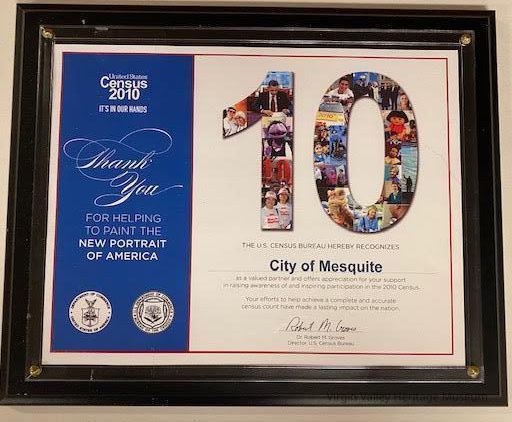 United States
Census
2010
IT'S IN OUR HANDS
Thank
You
FOR HELPING
TO PAINT THE
NEW PORTRAIT
OF AMERICA
10
THE U.S. CENSUS BUREAU HEREBY RECOGNIZES
City of Mesquite
as a valued partner and offers appreciation for your support
in raising awareness of and inspiring participation in the 2010 Census.
Your efforts to help achieve a complete and accurate
census count have made a lasting impact on the nation.
Robert M. Groves
Dr. Robert M. Groves
Director, U.S. Census Bureau
Virgin Valley Heritage Museum